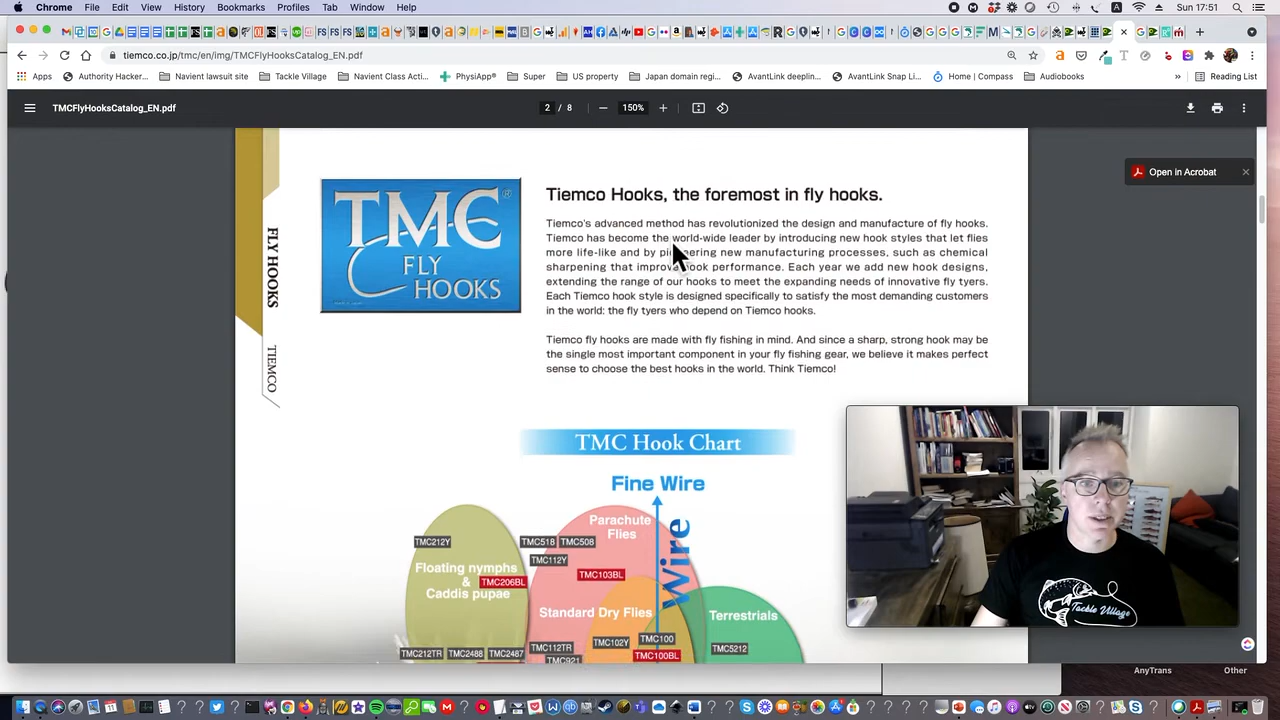 Chrome File Edit View History Bookmarks Profiles Tab Window Help
Sun 17:51
tiemco.co.jp/tmc/en/img/TMCFlyHooksCatalog_EN.pdf
Apps Authority Hacker... Navient lawsuit site Tackle Village Navient Class Acti... PhysiApp® Super US property Japan domain regi... AvantLink deeplin... AvantLink Snap Li... Home | Compass Audiobooks » Reading List
TMCFlyHooksCatalog_EN.pdf
2 / 8
150%
Open in Acrobat
FLY HOOKS
TIEMCO
TMC®
FLY
HOOKS
Tiemco Hooks, the foremost in fly hooks.
Tiemco's advanced method has revolutionized the design and manufacture of fly hooks.
Tiemco has become the world-wide leader by introducing new hook styles that let flies
more life-like and by new manufacturing processes, such as chemical
sharpening that hook performance. Each year we add new hook designs,
extending the range of our hooks to meet the expanding needs of innovative fly tyers.
Each Tiemco hook style is designed specifically to satisfy the most demanding customers
in the world: the fly tyers who depend on Tiemco hooks.
Tiemco fly hooks are made with fly fishing in mind. And since a sharp, strong hook may be
the single most important component in your fly fishing gear, we believe it makes perfect
sense to choose the best hooks in the world. Think Tiemco!
TMC Hook Chart
Fine Wire
Wire
Parachute
Flies
TMC212Y
TMC518
TMC508
TMC112Y
Floating nymphs
&
Caddis pupae
TMC206BL
TMC103BL
Standard Dry Flies
Terrestrials
TMC102Y
TMC100
TMC212TR
TMC2488
TMC2487
TMC112TR
TMC921
TMC100BL
TMC5212
Tackle Village
AnyTrans
Other